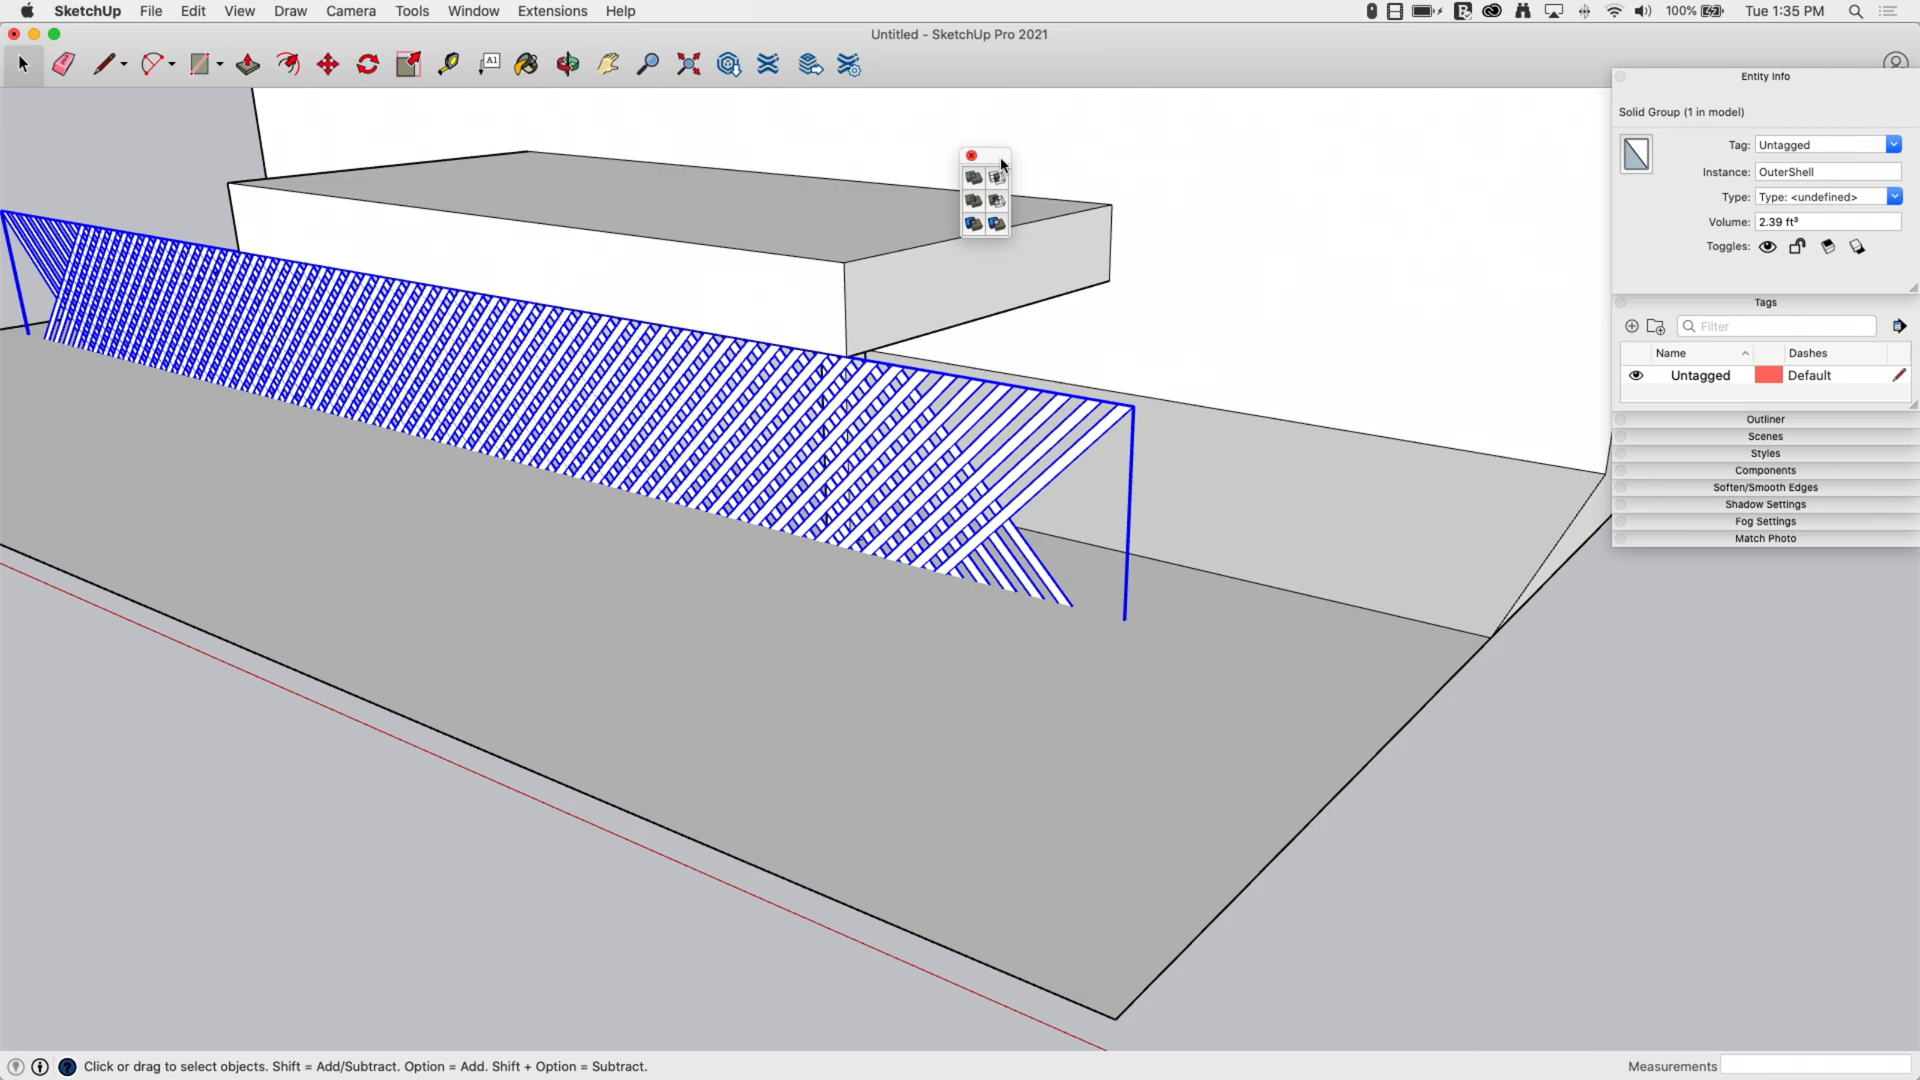 SketchUp File Edit View Draw Camera Tools Window Extensions Help 100% Tue 1:35 PM
Untitled - SketchUp Pro 2021
A1
Entity Info
Solid Group (1 in model)
Tag: Untagged
Instance: OuterShell
Type: Type: <undefined>
Volume: 2.39 ft³
Toggles:
Tags
Filter
Name Dashes
Untagged Default
Outliner
Scenes
Styles
Components
Soften/Smooth Edges
Shadow Settings
Fog Settings
Match Photo
Click or drag to select objects. Shift = Add/Subtract. Option = Add. Shift + Option = Subtract.
Measurements